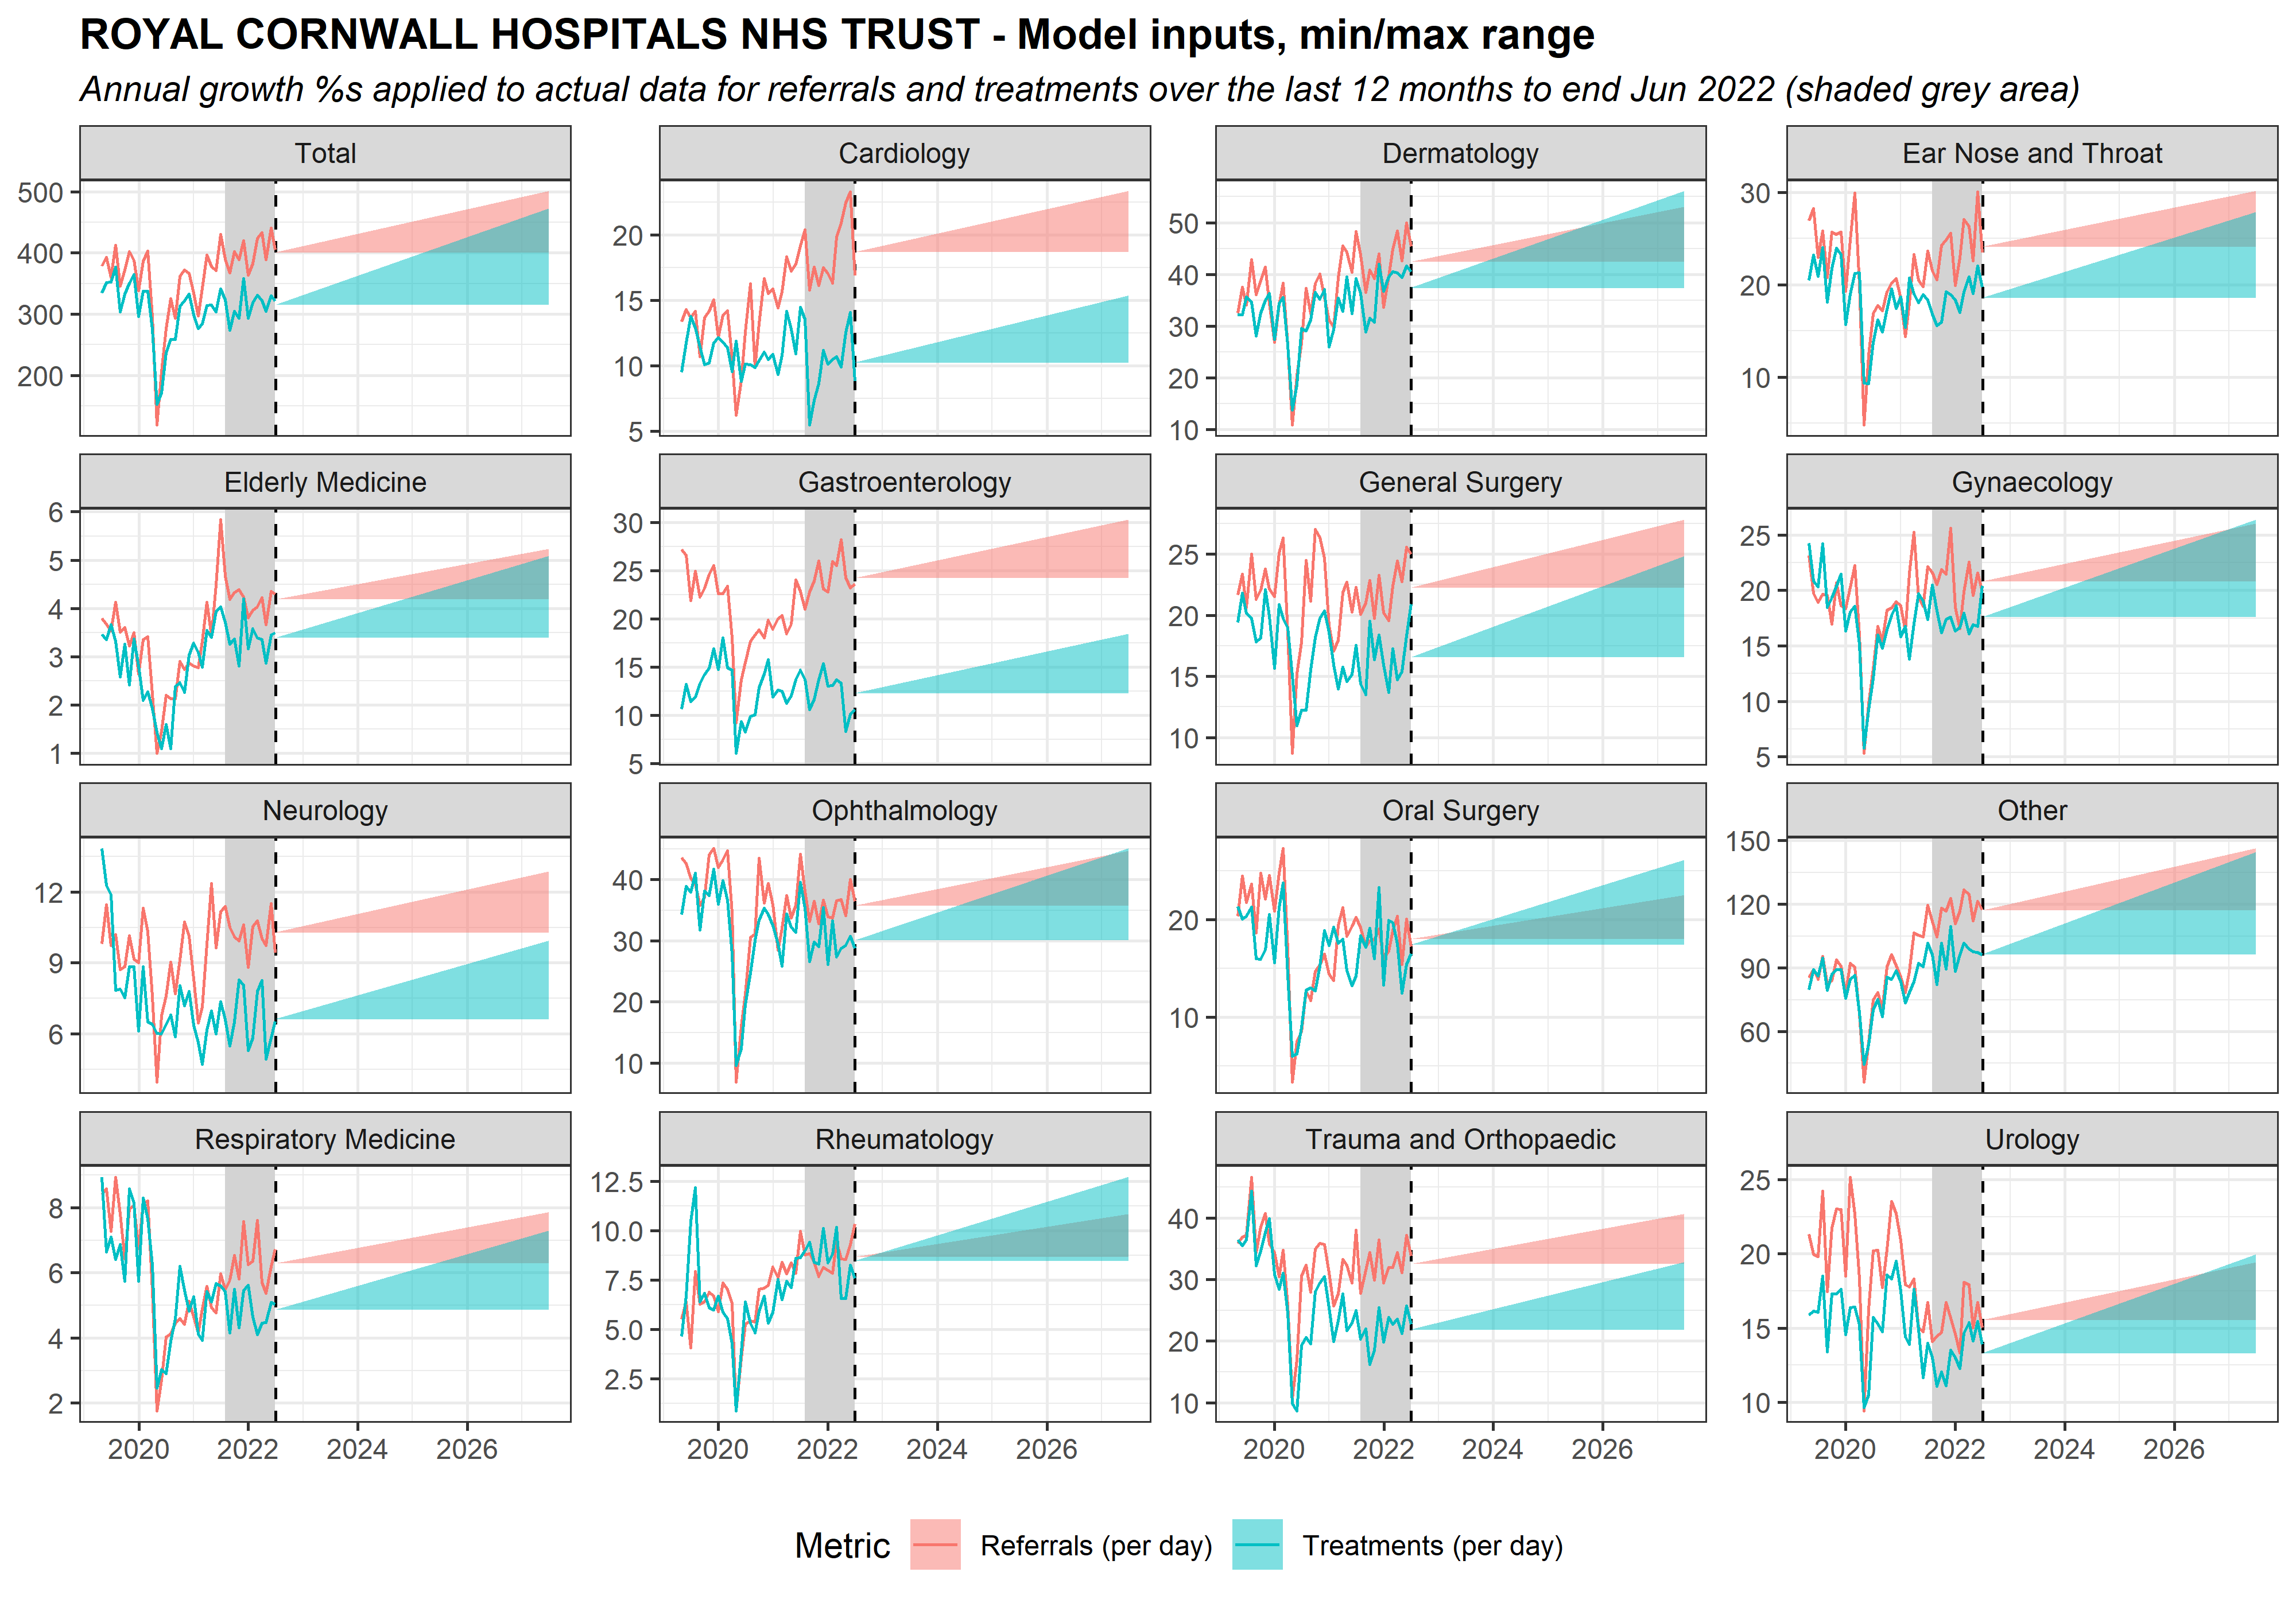 ROYAL CORNWALL HOSPITALS NHS TRUST - Model inputs, min/max range
Annual growth %s applied to actual data for referrals and treatments over the last 12 months to end Jun 2022 (shaded grey area)
Total
Cardiology
Dermatology
Ear Nose and Throat
500
400
300
200
20
15
10
5
50
40
30
20
10
30
20
10
Elderly Medicine
Gastroenterology
General Surgery
Gynaecology
6
5
4
3
2
1
30
25
20
15
10
5
25
20
15
10
25
20
15
10
5
Neurology
Ophthalmology
Oral Surgery
Other
12
9
6
40
30
20
10
20
10
150
120
90
60
Respiratory Medicine
Rheumatology
Trauma and Orthopaedic
Urology
8
6
4
2
12.5
10.0
7.5
5.0
2.5
40
30
20
10
25
20
15
10
2020 2022 2024 2026
2020 2022 2024 2026
2020 2022 2024 2026
2020 2022 2024 2026
Metric Referrals (per day) Treatments (per day)